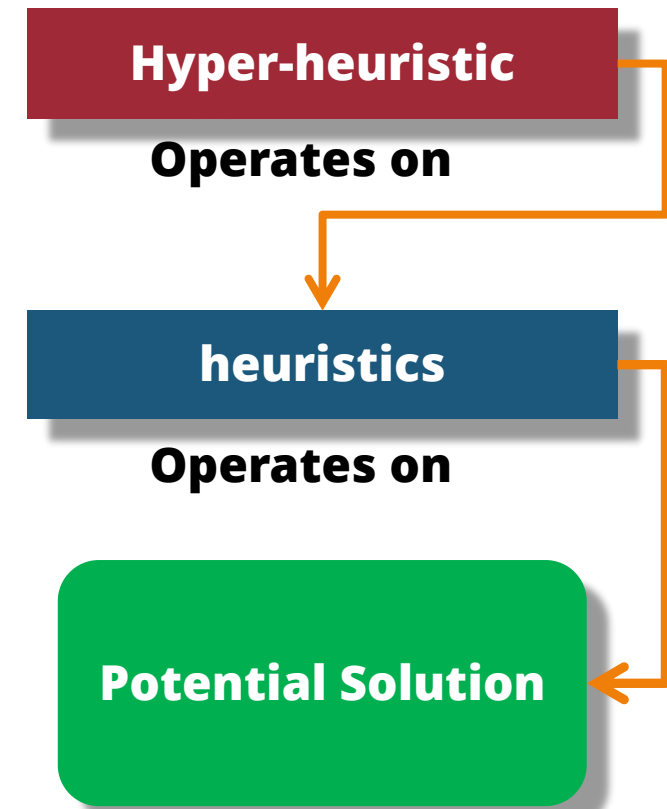 Hyper-heuristic
Operates on
heuristics
Operates on
Potential Solution